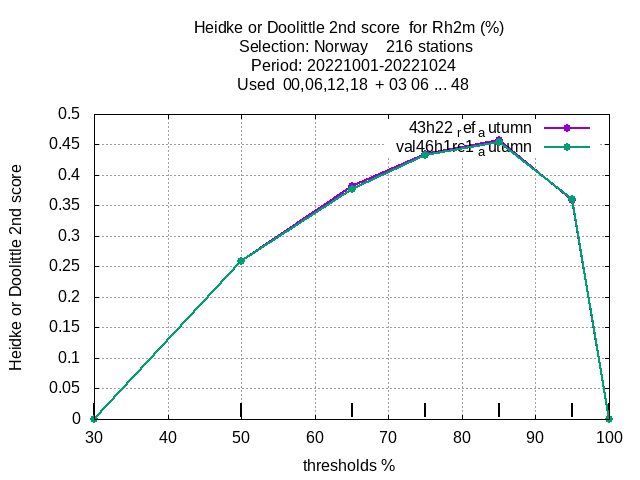 Heidke or Doolittle 2nd score  for Rh2m (%)
Selection: Norway    216 stations
Period: 20221001-20221024
Used  00,06,12,18  + 03 06 ... 48
43h22_ref_autumn
val46h1re1_autumn
Heidke or Doolittle 2nd score
0.5
0.45
0.4
0.35
0.3
0.25
0.2
0.15
0.1
0.05
0
30 40 50 60 70 80 90 100
thresholds %